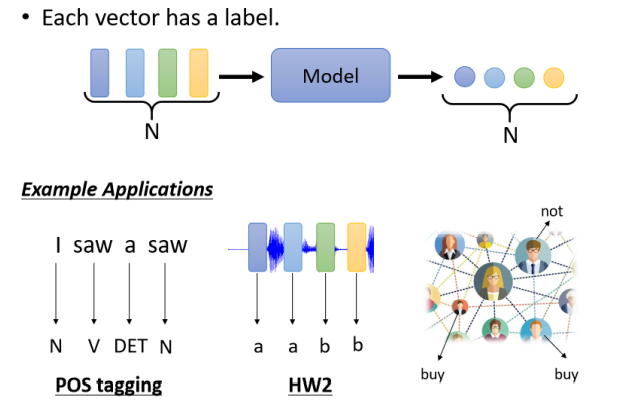 • Each vector has a label.
Model
N
N
Example Applications
not
I saw a saw
N V DET N
a a b b
buy
buy
POS tagging
HW2